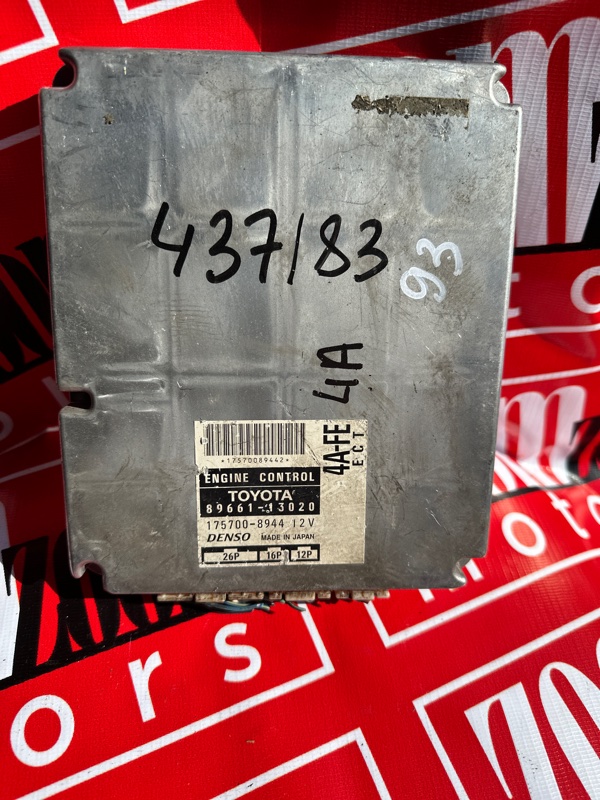 437/83
93
4A
*17570089442*
4A-FE
ECT
ENGINE CONTROL
TOYOTA
89661-13020
175700-8944 12V
DENSO MADE IN JAPAN
26P 16P 12P
ors